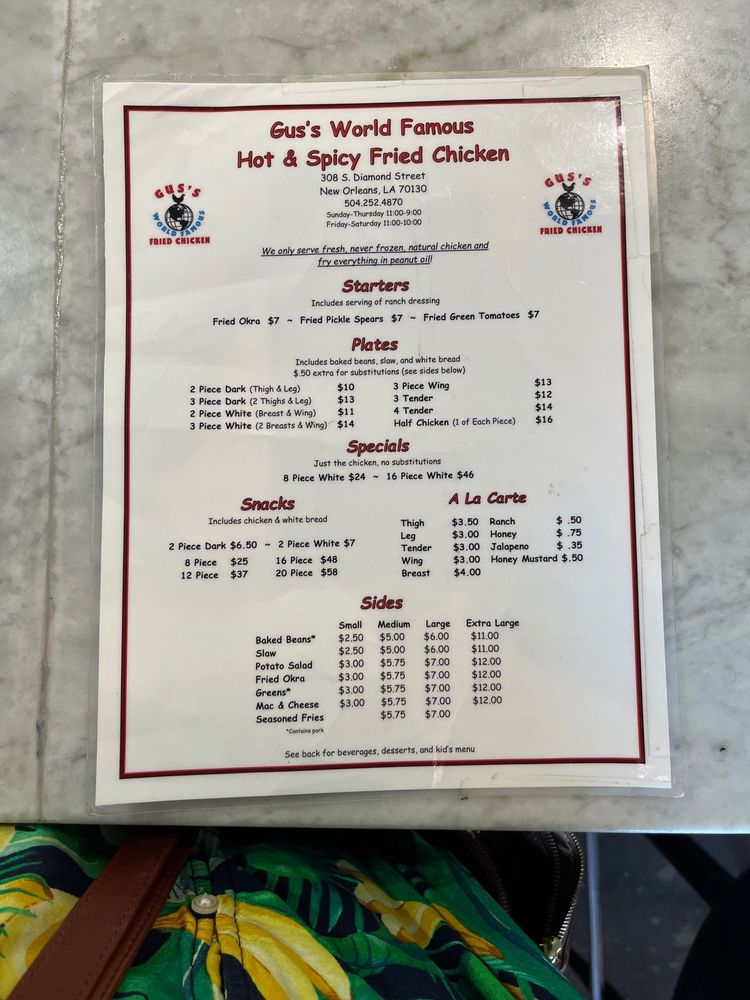 Gus's World Famous
Hot & Spicy Fried Chicken
308 S. Diamond Street
New Orleans, LA 70130
504.252.4870
Sunday-Thursday 11:00-9:00
Friday-Saturday 11:00-10:00
GUS'S
WORLD FAMOUS
FRIED CHICKEN
GUS'S
WORLD FAMOUS
FRIED CHICKEN
We only serve fresh, never frozen, natural chicken and
fry everything in peanut oil!
Starters
Includes serving of ranch dressing
Fried Okra $7 ~ Fried Pickle Spears $7 ~ Fried Green Tomatoes $7
Plates
Includes baked beans, slaw, and white bread
$.50 extra for substitutions (see sides below)
2 Piece Dark (Thigh & Leg) $10
3 Piece Dark (2 Thighs & Leg) $13
2 Piece White (Breast & Wing) $11
3 Piece White (2 Breasts & Wing) $14
3 Piece Wing $13
3 Tender $12
4 Tender $14
Half Chicken (1 of Each Piece) $16
Specials
Just the chicken, no substitutions
8 Piece White $24 ~ 16 Piece White $46
Snacks
Includes chicken & white bread
2 Piece Dark $6.50 ~ 2 Piece White $7
8 Piece $25 16 Piece $48
12 Piece $37 20 Piece $58
A La Carte
Thigh $3.50 Ranch $ .50
Leg $3.00 Honey $ .75
Tender $3.00 Jalapeno $ .35
Wing $3.00 Honey Mustard $.50
Breast $4.00
Sides
Small Medium Large Extra Large
Baked Beans* $2.50 $5.00 $6.00 $11.00
Slaw $2.50 $5.00 $6.00 $11.00
Potato Salad $3.00 $5.75 $7.00 $12.00
Fried Okra $3.00 $5.75 $7.00 $12.00
Greens* $3.00 $5.75 $7.00 $12.00
Mac & Cheese $3.00 $5.75 $7.00 $12.00
Seasoned Fries $5.75 $7.00
*Contains pork
See back for beverages, desserts, and kid's menu